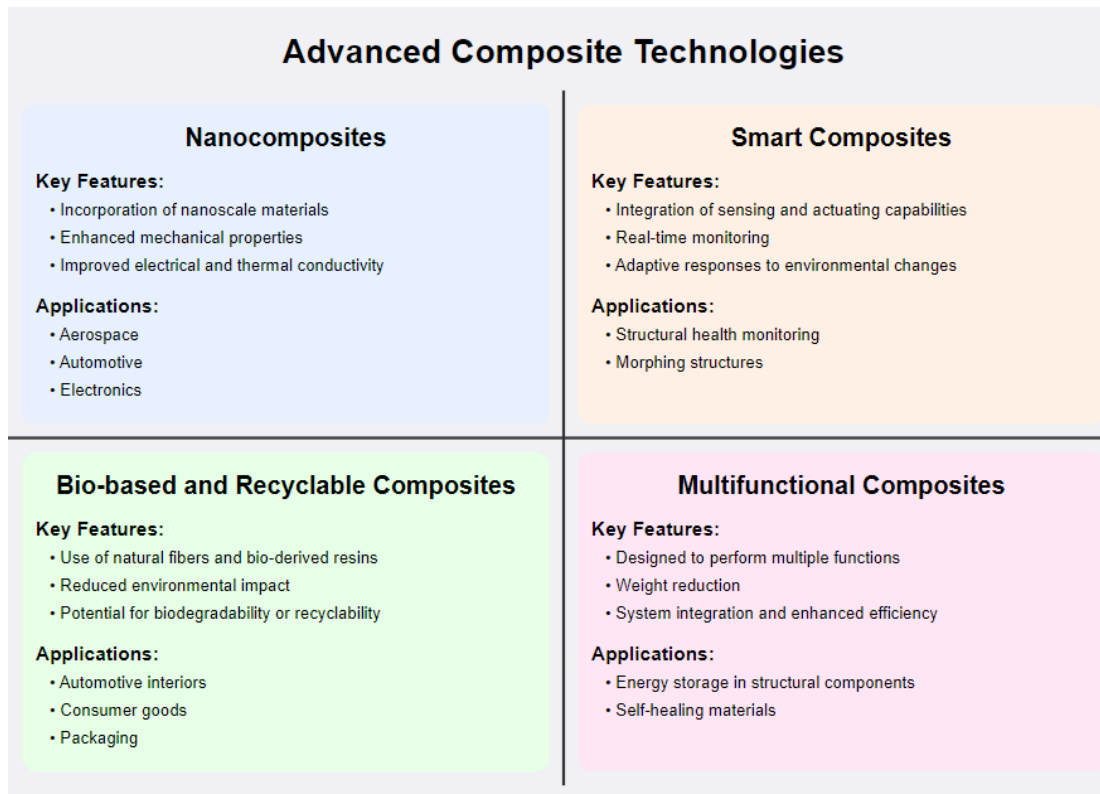 Advanced Composite Technologies
Nanocomposites
Key Features:
• Incorporation of nanoscale materials
• Enhanced mechanical properties
• Improved electrical and thermal conductivity
Applications:
• Aerospace
• Automotive
• Electronics
Smart Composites
Key Features:
• Integration of sensing and actuating capabilities
• Real-time monitoring
• Adaptive responses to environmental changes
Applications:
• Structural health monitoring
• Morphing structures
Bio-based and Recyclable Composites
Key Features:
• Use of natural fibers and bio-derived resins
• Reduced environmental impact
• Potential for biodegradability or recyclability
Applications:
• Automotive interiors
• Consumer goods
• Packaging
Multifunctional Composites
Key Features:
• Designed to perform multiple functions
• Weight reduction
• System integration and enhanced efficiency
Applications:
• Energy storage in structural components
• Self-healing materials